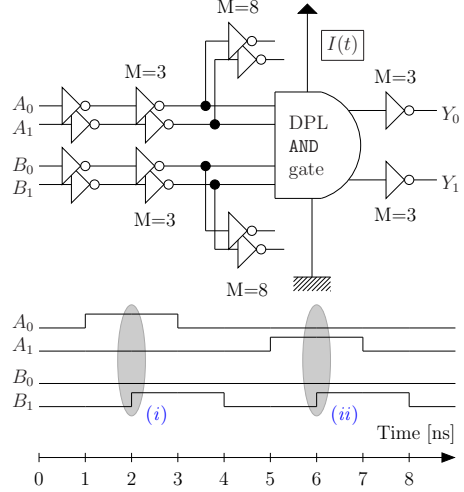 M=8
I(t)
M=3
M=3
A0
A1
DPL
AND
gate
Y0
B0
B1
Y1
M=3
M=3
M=8
A0
A1
B0
B1
(i)
(ii)
Time [ns]
0 1 2 3 4 5 6 7 8